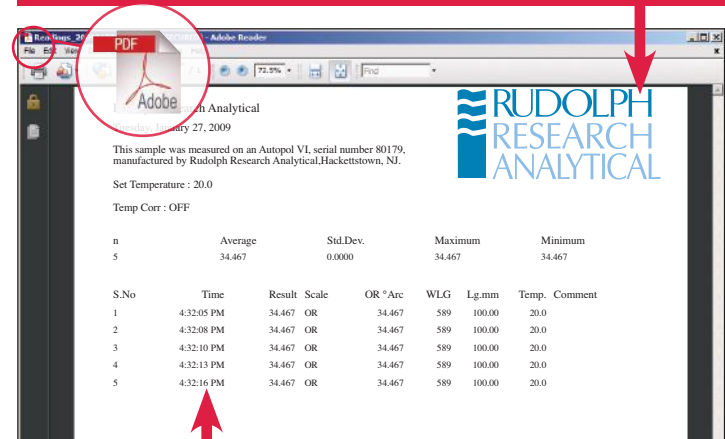 Readings_20 - Adobe Reader
File Edit View
72.5% Find
PDF
Adobe
RUDOLPH
RESEARCH
ANALYTICAL
Research Analytical
Tuesday, January 27, 2009
This sample was measured on an Autopol VI, serial number 80179,
manufactured by Rudolph Research Analytical,Hackettstown, NJ.
Set Temperature : 20.0
Temp Corr : OFF
n Average Std.Dev. Maximum Minimum
5 34.467 0.0000 34.467 34.467
S.No Time Result Scale OR °Arc WLG Lg.mm Temp. Comment
1 4:32:05 PM 34.467 OR 34.467 589 100.00 20.0
2 4:32:08 PM 34.467 OR 34.467 589 100.00 20.0
3 4:32:10 PM 34.467 OR 34.467 589 100.00 20.0
4 4:32:13 PM 34.467 OR 34.467 589 100.00 20.0
5 4:32:16 PM 34.467 OR 34.467 589 100.00 20.0